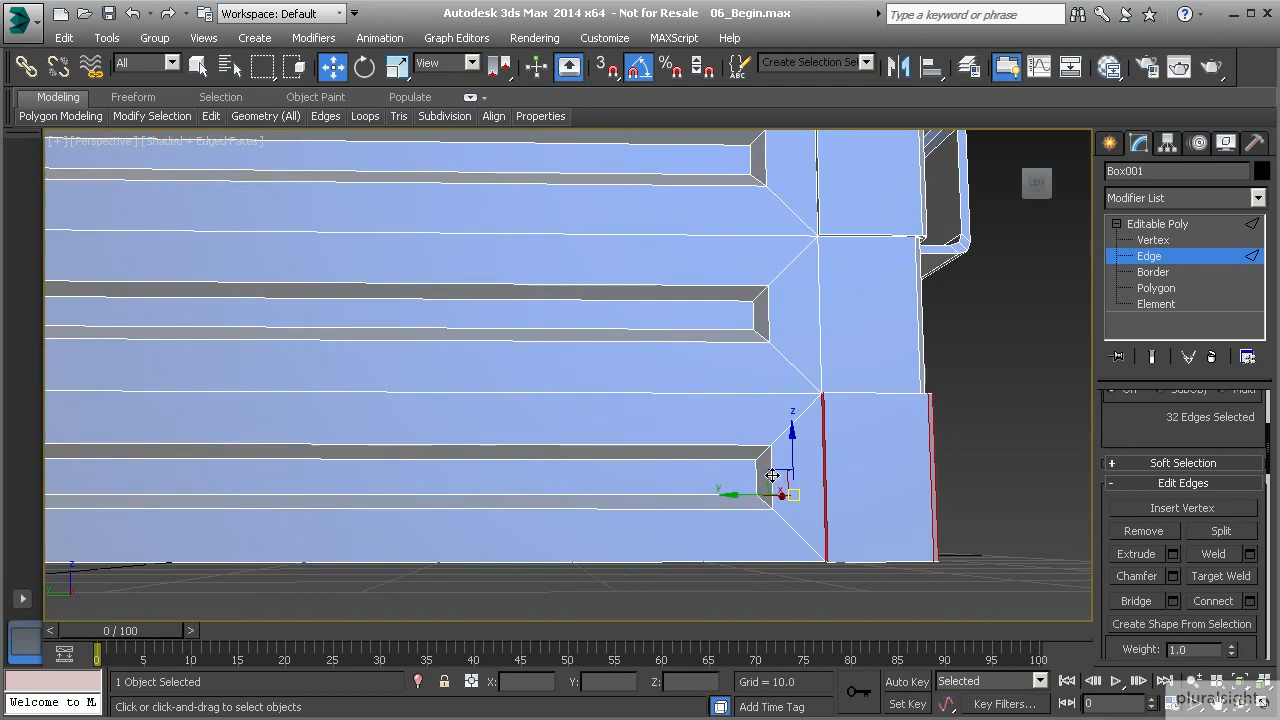 Workspace: Default
Autodesk 3ds Max 2014 x64 - Not for Resale 06_Begin.max
Type a keyword or phrase
Edit Tools Group Views Create Modifiers Animation Graph Editors Rendering Customize MAXScript Help
All
View
3
Create Selection Se
Modeling Freeform Selection Object Paint Populate
Polygon Modeling Modify Selection Edit Geometry (All) Edges Loops Tris Subdivision Align Properties
[+] [Perspective] [Shaded + Edged Faces]
LEFT
Box001
Modifier List
Editable Poly
Vertex
Edge
Border
Polygon
Element
32 Edges Selected
+ Soft Selection
- Edit Edges
Insert Vertex
Remove Split
Extrude Weld
Chamfer Target Weld
Bridge Connect
Create Shape From Selection
Weight: 1.0
z
y
x
z
y
< 0 / 100 >
0 5 10 15 20 25 30 35 40 45 50 55 60 65 70 75 80 85 90 95 100
1 Object Selected X: Y: Z: Grid = 10.0 Auto Key Selected
Welcome to M Click or click-and-drag to select objects Add Time Tag Set Key Key Filters... 0
pluralsight